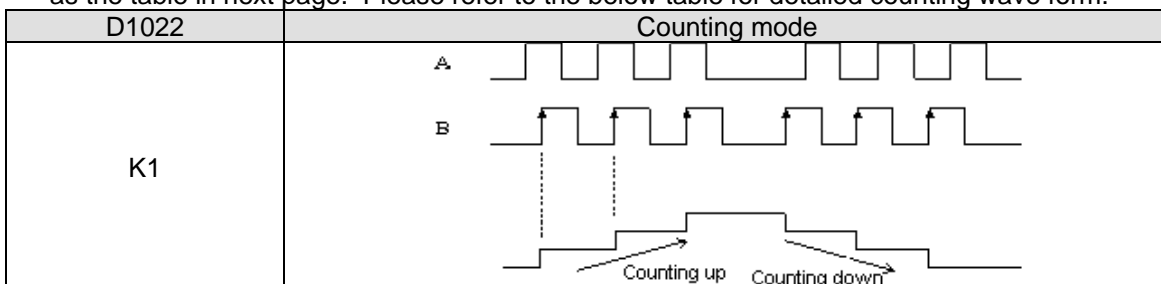 as the table in next page. Please refer to the below table for detailed counting wave form.
D1022 Counting mode
K1
A
B
Counting up Counting down